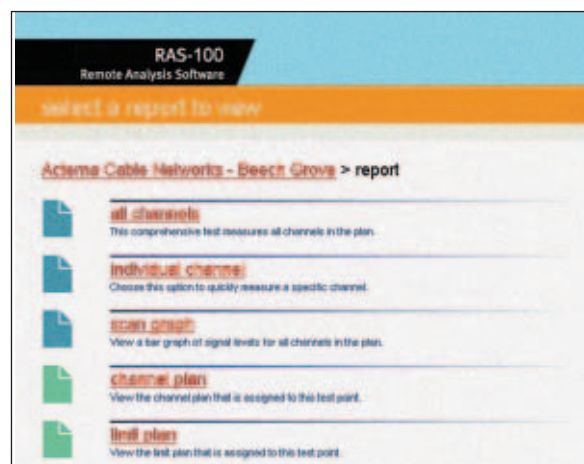 RAS-100
Remote Analysis Software
select a report to view
Acterna Cable Networks - Beech Grove > report
all channels
This comprehensive test measures all channels in the plan.
individual channel
Choose this option to quickly measure a specific channel.
scan graph
View a bar graph of signal levels for all channels in the plan.
channel plan
View the channel plan that is assigned to this test point.
limit plan
View the limit plan that is assigned to this test point.